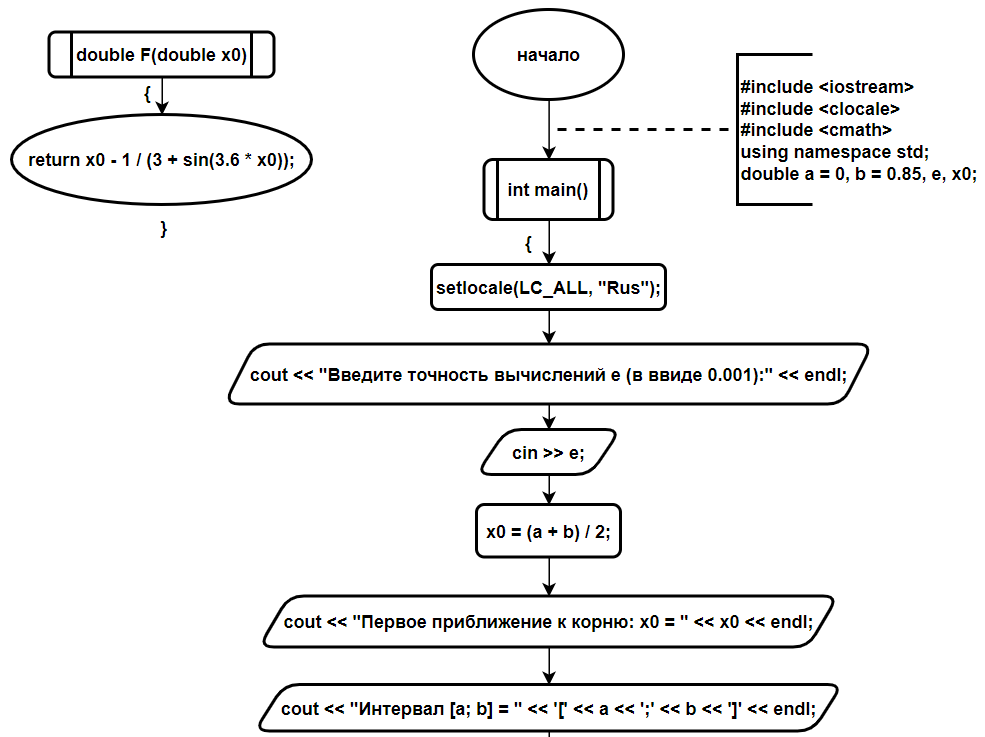 double F(double x0)
{
return x0 - 1 / (3 + sin(3.6 * x0));
}
начало
#include <iostream>
#include <clocale>
#include <cmath>
using namespace std;
double a = 0, b = 0.85, e, x0;
int main()
{
setlocale(LC_ALL, "Rus");
cout << "Введите точность вычислений e (в ввиде 0.001):" << endl;
cin >> e;
x0 = (a + b) / 2;
cout << "Первое приближение к корню: x0 = " << x0 << endl;
cout << "Интервал [a; b] = " << '[' << a << ';' << b << ']' << endl;